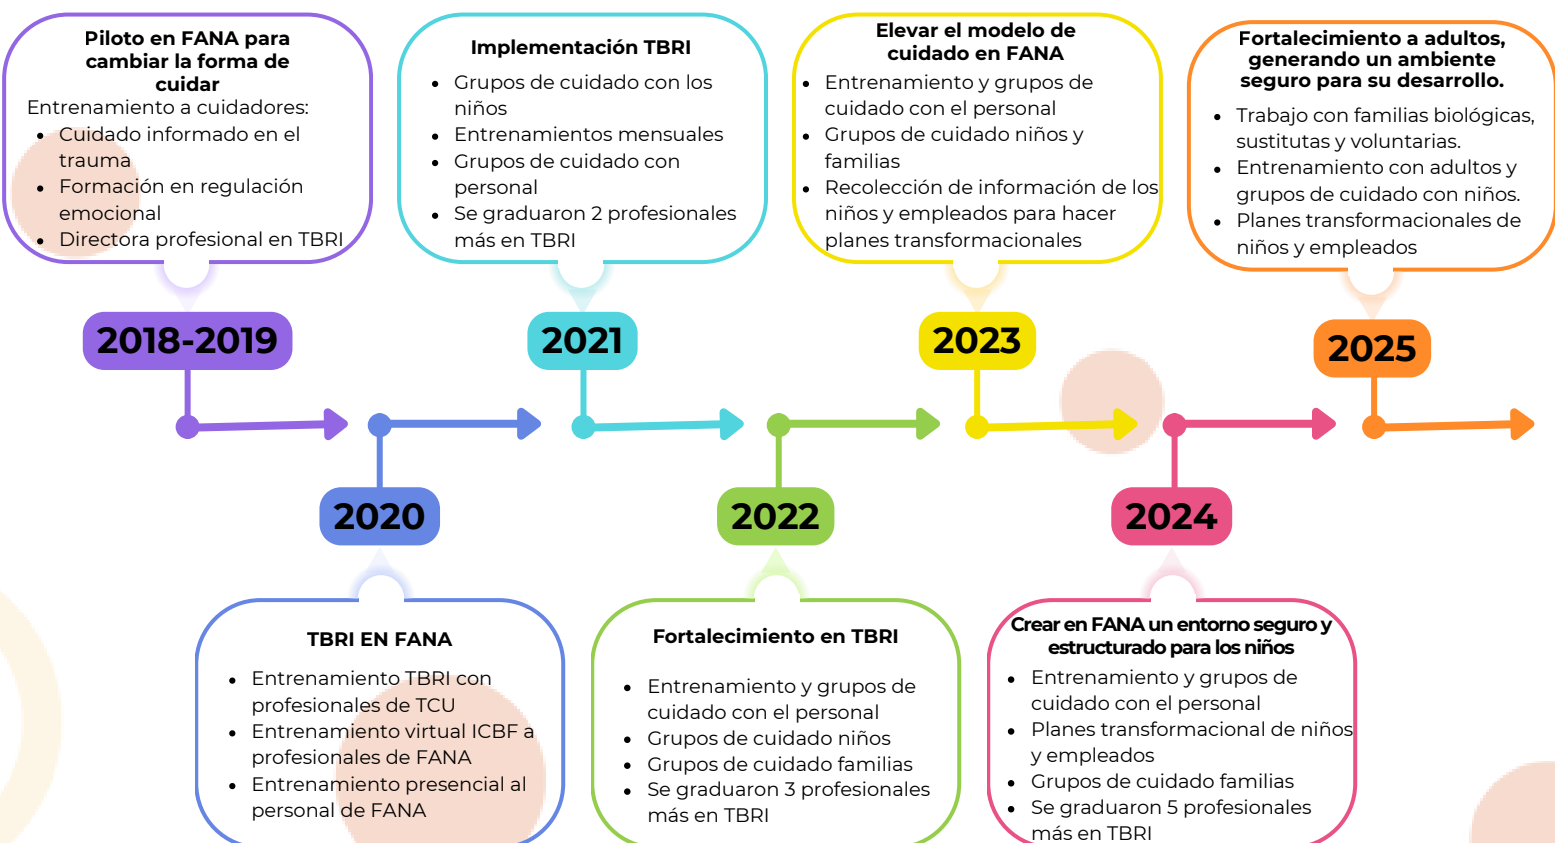 Piloto en FANA para
cambiar la forma de
cuidar
Entrenamiento a cuidadores:
• Cuidado informado en el
trauma
• Formación en regulación
emocional
• Directora profesional en TBRI
Implementación TBRI
• Grupos de cuidado con los
niños
• Entrenamientos mensuales
• Grupos de cuidado con
personal
• Se graduaron 2 profesionales
más en TBRI
Elevar el modelo de
cuidado en FANA
• Entrenamiento y grupos de
cuidado con el personal
• Grupos de cuidado niños y
familias
• Recolección de información de los
niños y empleados para hacer
planes transformacionales
Fortalecimiento a adultos,
generando un ambiente
seguro para su desarrollo.
• Trabajo con familias biológicas,
sustitutas y voluntarias.
• Entrenamiento con adultos y
grupos de cuidado con niños.
• Planes transformacionales de
niños y empleados
2018-2019
2021
2023
2025
2020
2022
2024
TBRI EN FANA
• Entrenamiento TBRI con
profesionales de TCU
• Entrenamiento virtual ICBF a
profesionales de FANA
• Entrenamiento presencial al
personal de FANA
Fortalecimiento en TBRI
• Entrenamiento y grupos de
cuidado con el personal
• Grupos de cuidado niños
• Grupos de cuidado familias
• Se graduaron 3 profesionales
más en TBRI
Crear en FANA un entorno seguro y
estructurado para los niños
• Entrenamiento y grupos de
cuidado con el personal
• Planes transformacional de niños
y empleados
• Grupos de cuidado familias
• Se graduaron 5 profesionales
más en TBRI